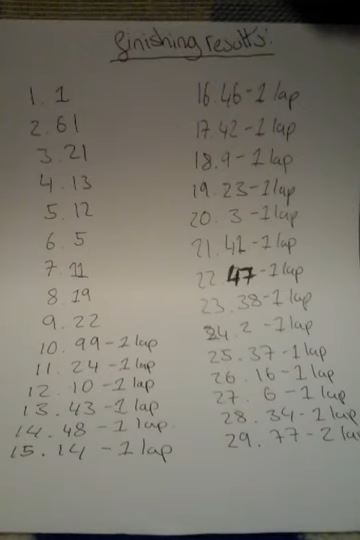 finishing results:
1. 1
2. 61
3. 21
4. 13
5. 12
6. 5
7. 11
8. 19
9. 22
10. 99-1 lap
11. 24-1 lap
12. 10-1 lap
13. 43-1 lap
14. 48-1 lap
15. 14-1 lap
16. 46-1 lap
17. 42-1 lap
18. 9-1 lap
19. 23-1 lap
20. 3-1 lap
21. 41-1 lap
22 47-1 lap
23. 38-1 lap
24. 2-1 lap
25. 37-1 lap
26. 16-1 lap
27. 6-1 lap
28. 34-1 lap
29. 77-2 lap